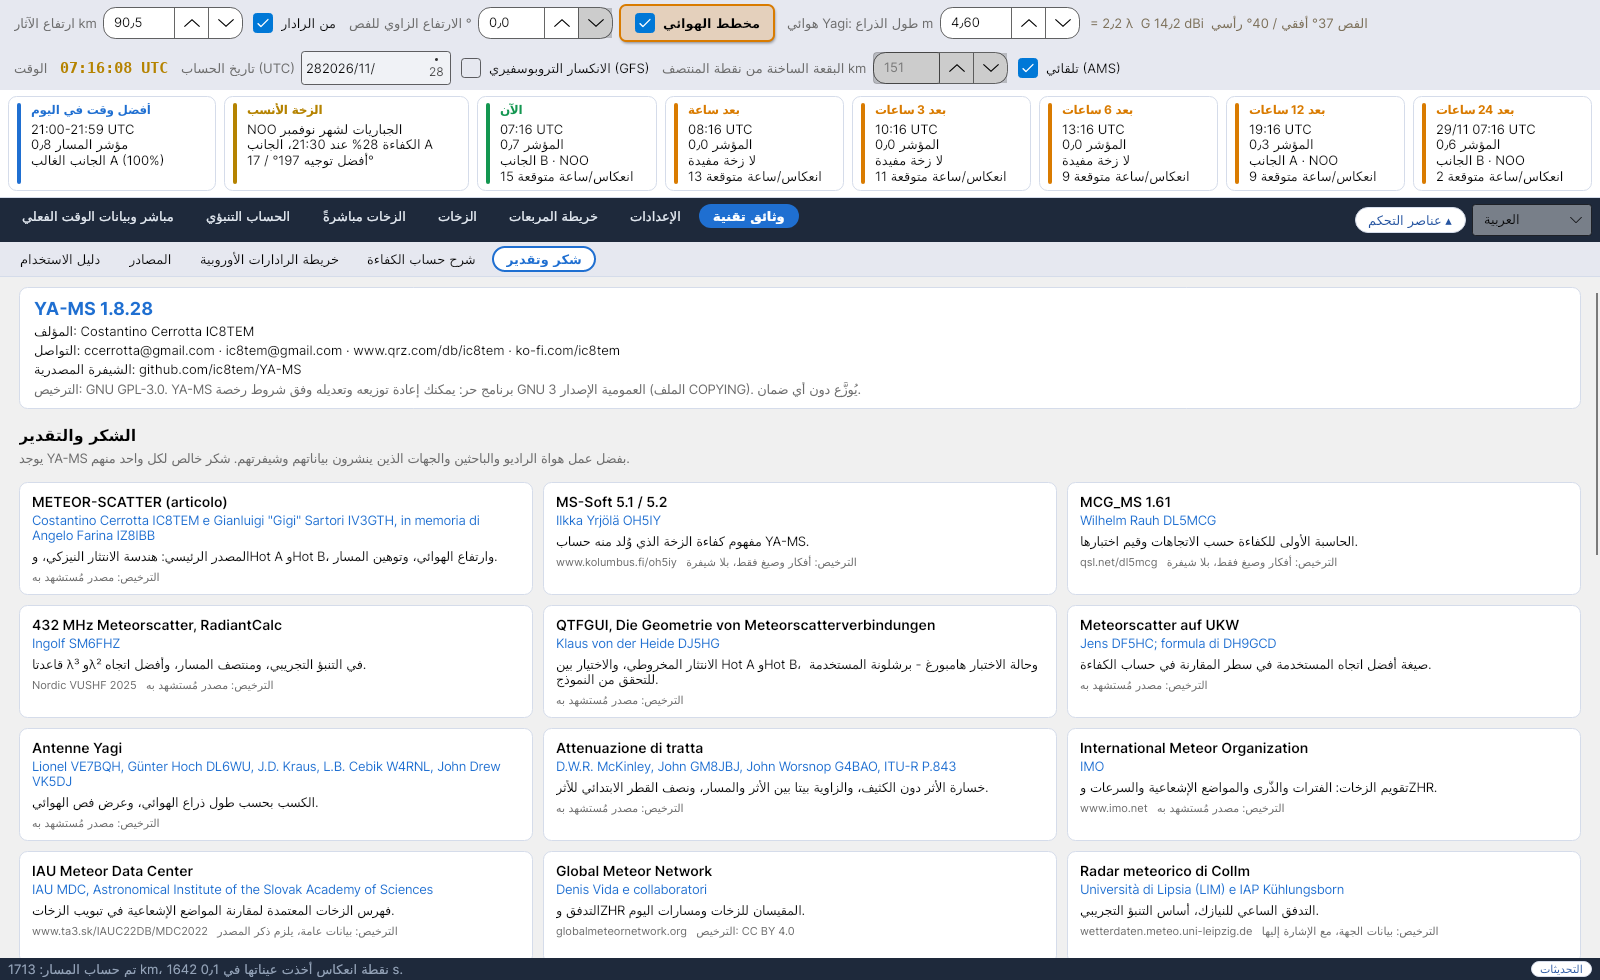 ارتفاع الآثار km 90٫5 من الرادار الارتفاع الزاوي للفص ° 0٫0 مخطط الهوائي هوائي Yagi: طول الذراع m 4٫60 = 2٫2 λ G 14٫2 dBi الفص 37° أفقي / 40° رأسي
الوقت 07:16:08 UTC تاريخ الحساب (UTC) 282026/11/ 28 الانكسار التروبوسفيري (GFS) البقعة الساخنة من نقطة المنتصف km 151 تلقائي (AMS)
أفضل وقت في اليوم
21:00-21:59 UTC
مؤشر المسار 0٫8
الجانب الغالب A (100%)
الزخة الأنسب
NOO الجباريات لشهر نوفمبر
الكفاءة 28% عند 21:30، الجانب A
أفضل توجيه 197° / 17°
الآن
07:16 UTC
المؤشر 0٫7
الجانب B · NOO
انعكاس/ساعة متوقعة 15
بعد ساعة
08:16 UTC
المؤشر 0٫0
لا زخة مفيدة
انعكاس/ساعة متوقعة 13
بعد 3 ساعات
10:16 UTC
المؤشر 0٫0
لا زخة مفيدة
انعكاس/ساعة متوقعة 11
بعد 6 ساعات
13:16 UTC
المؤشر 0٫0
لا زخة مفيدة
انعكاس/ساعة متوقعة 9
بعد 12 ساعات
19:16 UTC
المؤشر 0٫3
الجانب A · NOO
انعكاس/ساعة متوقعة 9
بعد 24 ساعات
29/11 07:16 UTC
المؤشر 0٫6
الجانب B · NOO
انعكاس/ساعة متوقعة 2
مباشر وبيانات الوقت الفعلي الحساب التنبؤي الزخات مباشرةً الزخات خريطة المربعات الإعدادات وثائق تقنية عناصر التحكم ▴ العربية
دليل الاستخدام المصادر خريطة الرادارات الأوروبية شرح حساب الكفاءة شكر وتقدير
YA-MS 1.8.28
المؤلف: Costantino Cerrotta IC8TEM
التواصل: ccerrotta@gmail.com · ic8tem@gmail.com · www.qrz.com/db/ic8tem · ko-fi.com/ic8tem
الشيفرة المصدرية: github.com/ic8tem/YA-MS
الترخيص: GNU GPL-3.0. YA-MS برنامج حر: يمكنك إعادة توزيعه وتعديله وفق شروط رخصة GNU العمومية الإصدار 3 (الملف COPYING). يُوزَّع دون أي ضمان.
الشكر والتقدير
يوجد YA-MS بفضل عمل هواة الراديو والباحثين والجهات الذين ينشرون بياناتهم وشيفرتهم. شكر خالص لكل واحد منهم.
METEOR-SCATTER (articolo)
Costantino Cerrotta IC8TEM e Gianluigi "Gigi" Sartori IV3GTH, in memoria di
Angelo Farina IZ8IBB
المصدر الرئيسي: هندسة الانتثار النيزكي، وHot A وHot B، وارتفاع الهوائي، وتوهين المسار.
الترخيص: مصدر مُستشهد به
MS-Soft 5.1 / 5.2
Ilkka Yrjölä OH5IY
مفهوم كفاءة الزخة الذي وُلد منه حساب YA-MS.
www.kolumbus.fi/oh5iy الترخيص: أفكار وصيغ فقط، بلا شيفرة
MCG_MS 1.61
Wilhelm Rauh DL5MCG
الحاسبة الأولى للكفاءة حسب الاتجاهات وقيم اختبارها.
qsl.net/dl5mcg الترخيص: أفكار وصيغ فقط، بلا شيفرة
432 MHz Meteorscatter, RadiantCalc
Ingolf SM6FHZ
قاعدتا λ³ وλ² في التنبؤ التجريبي، ومنتصف المسار، وأفضل اتجاه.
Nordic VUSHF 2025 الترخيص: مصدر مُستشهد به
QTFGUI, Die Geometrie von Meteorscatterverbindungen
Klaus von der Heide DJ5HG
الانتثار المخروطي، والاختيار بين Hot A وHot B، وحالة الاختبار هامبورغ - برشلونة المستخدمة
للتحقق من النموذج.
الترخيص: مصدر مُستشهد به
Meteorscatter auf UKW
Jens DF5HC; formula di DH9GCD
صيغة أفضل اتجاه المستخدمة في سطر المقارنة في حساب الكفاءة.
الترخيص: مصدر مُستشهد به
Antenne Yagi
Lionel VE7BQH, Günter Hoch DL6WU, J.D. Kraus, L.B. Cebik W4RNL, John Drew
VK5DJ
الكسب بحسب طول ذراع الهوائي، وعرض فص الهوائي.
الترخيص: مصدر مُستشهد به
Attenuazione di tratta
D.W.R. McKinley, John GM8JBJ, John Worsnop G4BAO, ITU-R P.843
خسارة الأثر دون الكثيف، والزاوية بيتا بين الأثر والمسار، ونصف القطر الابتدائي للأثر.
الترخيص: مصدر مُستشهد به
International Meteor Organization
IMO
تقويم الزخات: الفترات والذُرى والمواضع الإشعاعية والسرعات وZHR.
www.imo.net الترخيص: مصدر مُستشهد به
IAU Meteor Data Center
IAU MDC, Astronomical Institute of the Slovak Academy of Sciences
فهرس الزخات المعتمدة لمقارنة المواضع الإشعاعية في تبويب الزخات.
www.ta3.sk/IAUC22DB/MDC2022 الترخيص: بيانات عامة، يلزم ذكر المصدر
Global Meteor Network
Denis Vida e collaboratori
التدفق وZHR المقيسان للزخات ومسارات اليوم.
globalmeteornetwork.org الترخيص: CC BY 4.0
Radar meteorico di Collm
Università di Lipsia (LIM) e IAP Kühlungsborn
التدفق الساعي للنيازك، أساس التنبؤ التجريبي.
wetterdaten.meteo.uni-leipzig.de الترخيص: بيانات الجهة، مع الإشارة إليها
تم حساب المسار: 1713 km، 1642 نقطة انعكاس أخذت عيناتها في 0٫1 s. التحديثات